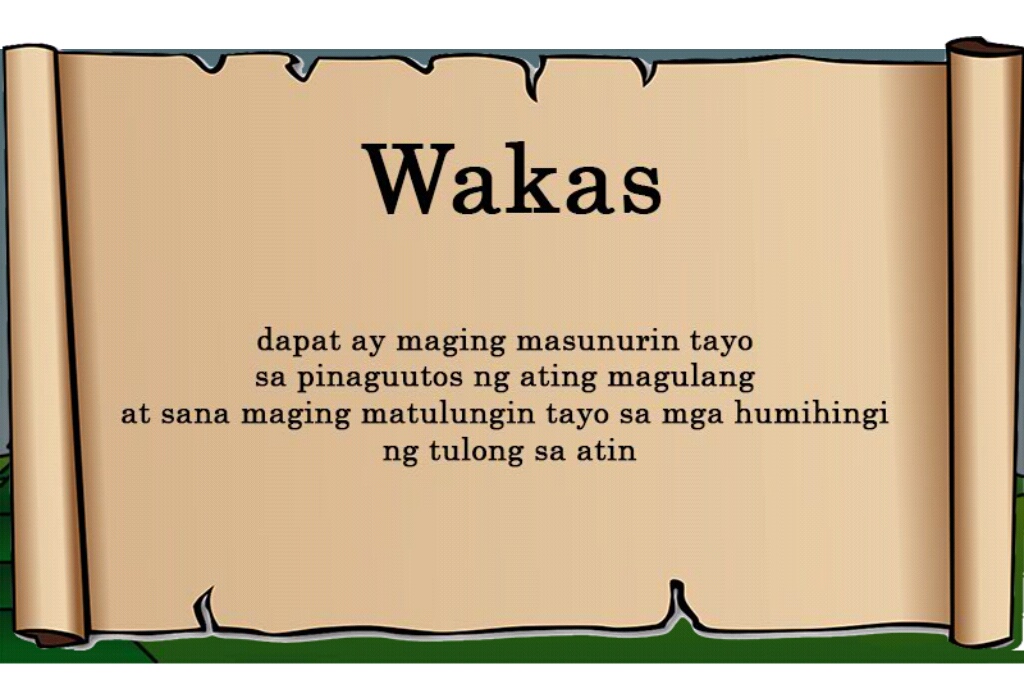 Wakas
dapat ay maging masunurin tayo
sa pinaguutos ng ating magulang
at sana maging matulungin tayo sa mga humihingi
ng tulong sa atin